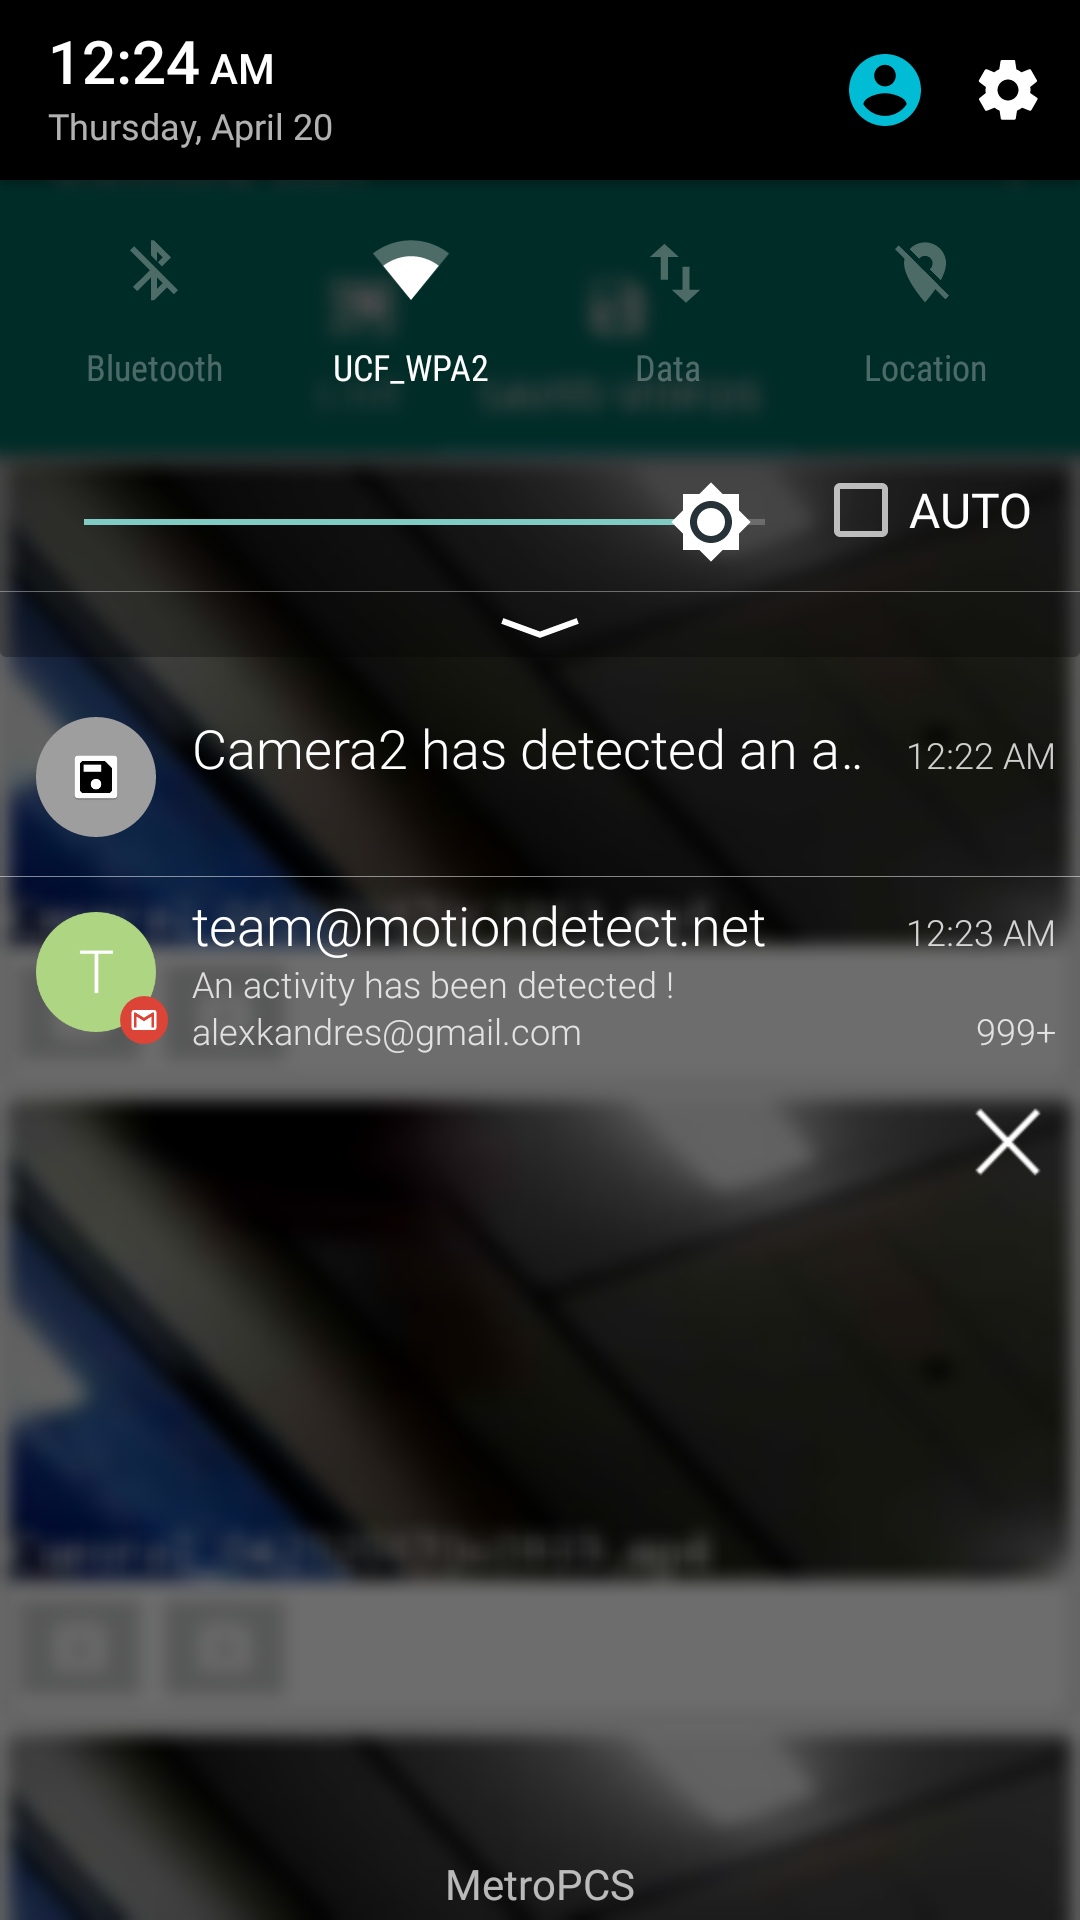 12:24 AM
Thursday, April 20
Bluetooth
UCF_WPA2
Data
Location
AUTO
Camera2 has detected an a..
12:22 AM
T
team@motiondetect.net
12:23 AM
An activity has been detected !
alexkandres@gmail.com
999+
MetroPCS